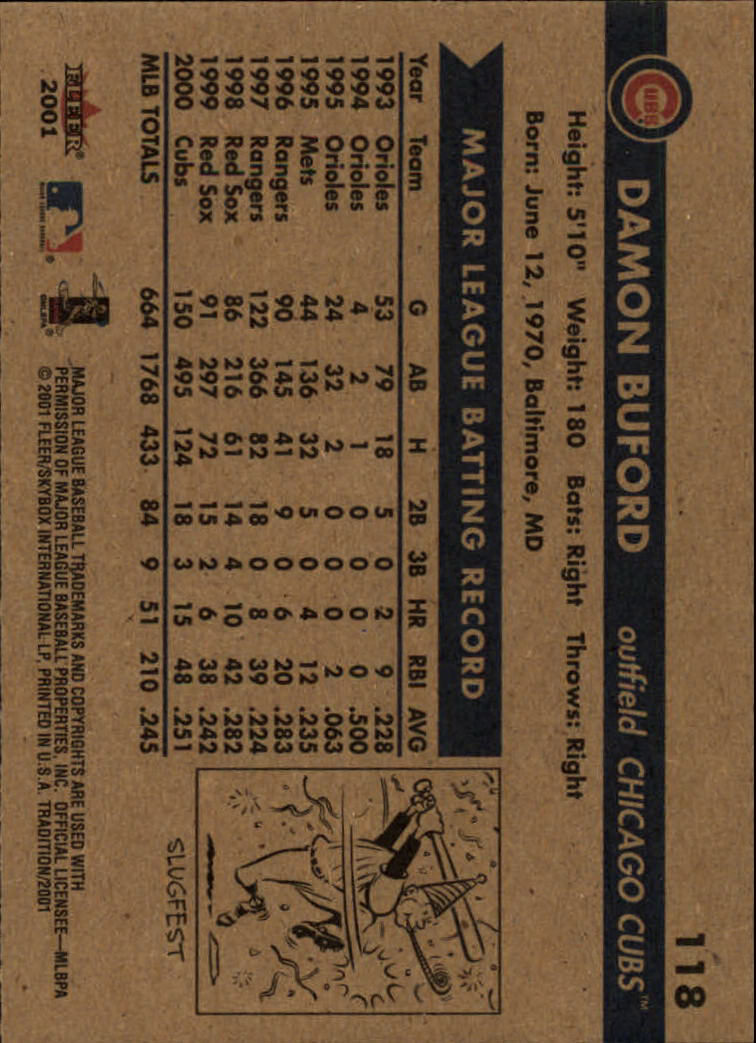 118
CUBS
DAMON BUFORD outfield CHICAGO CUBS™
Height: 5'10" Weight: 180 Bats: Right Throws: Right
Born: June 12, 1970, Baltimore, MD
MAJOR LEAGUE BATTING RECORD
Year Team G AB H 2B 3B HR RBI AVG
1993 Orioles 53 79 18 5 0 2 9 .228
1994 Orioles 4 2 1 0 0 0 0 .500
1995 Orioles 24 32 2 0 0 0 2 .063
1995 Mets 44 136 32 5 0 4 12 .235
1996 Rangers 90 145 41 9 0 6 20 .283
1997 Rangers 122 366 82 18 0 8 39 .224
1998 Red Sox 86 216 61 14 4 10 42 .282
1999 Red Sox 91 297 72 15 2 6 38 .242
2000 Cubs 150 495 124 18 3 15 48 .251
MLB TOTALS 664 1768 433 84 9 51 210 .245
SLUGFEST
FLEER®
2001
MAJOR LEAGUE BASEBALL TRADEMARKS AND COPYRIGHTS ARE USED WITH
PERMISSION OF MAJOR LEAGUE BASEBALL PROPERTIES, INC. OFFICIAL LICENSEE—MLBPA
© 2001 FLEER/SKYBOX INTERNATIONAL LP. PRINTED IN U.S.A. TRADITION/2001